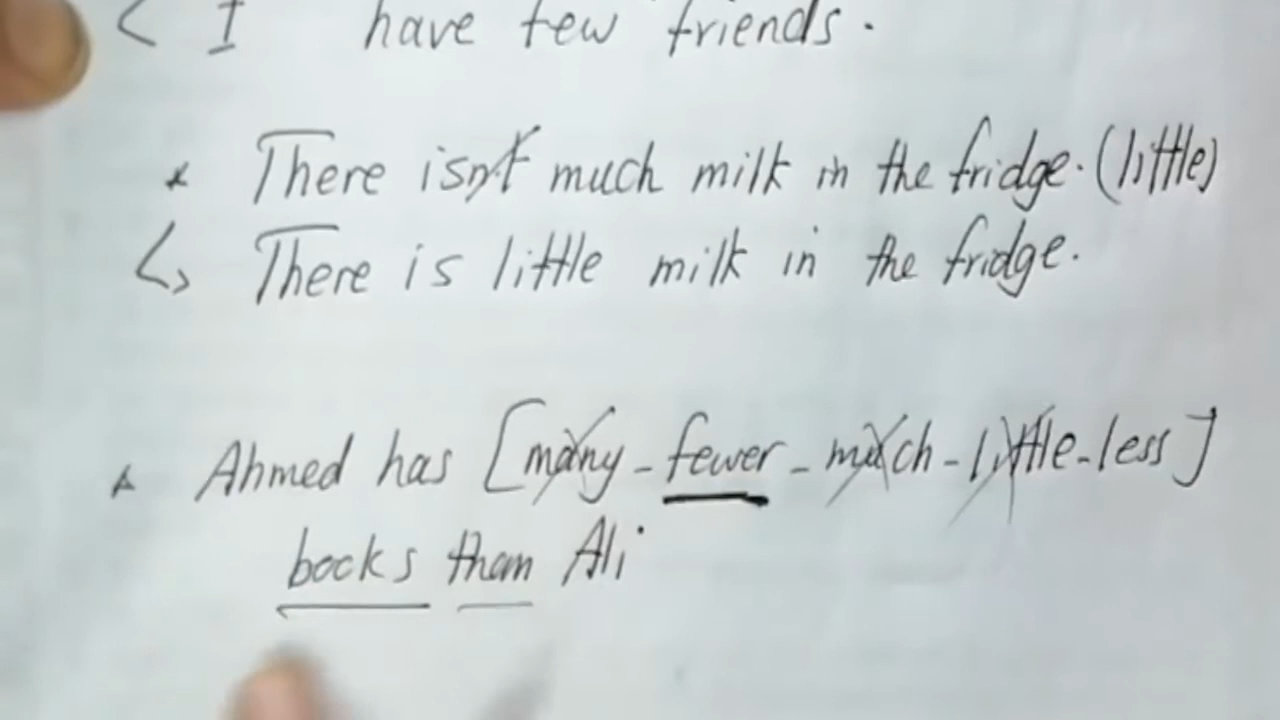 I have few friends.
* There isn't much milk in the fridge. (little)
There is little milk in the fridge.
* Ahmed has [many - fewer - much - little - less]
books than Ali